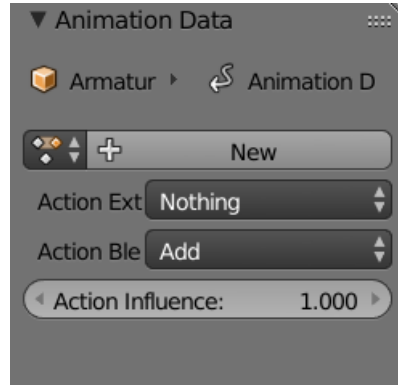 Animation Data
Armatur Animation D
New
Action Ext Nothing
Action Ble Add
Action Influence: 1.000